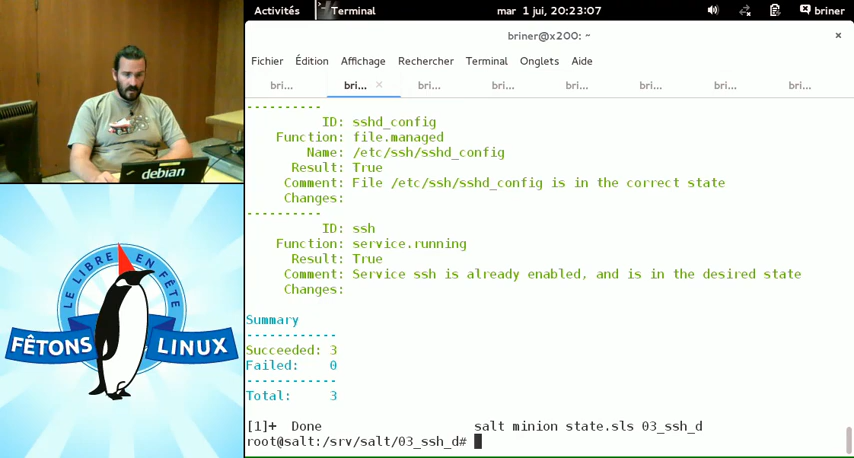 Activités
Terminal
mar 1 jui, 20:23:07
briner
briner@x200: ~
Fichier Édition Affichage Rechercher Terminal Onglets Aide
bri... bri... bri... bri... bri... bri... bri... bri...
----------
ID: sshd_config
Function: file.managed
Name: /etc/ssh/sshd_config
Result: True
Comment: File /etc/ssh/sshd_config is in the correct state
Changes:
----------
ID: ssh
Function: service.running
Result: True
Comment: Service ssh is already enabled, and is in the desired state
Changes:
Summary
------------
Succeeded: 3
Failed: 0
------------
Total: 3
[1]+ Done salt minion state.sls 03_ssh_d
root@salt:/srv/salt/03_ssh_d#
debian
LE LIBRE EN FÊTE
FÊTONS LINUX